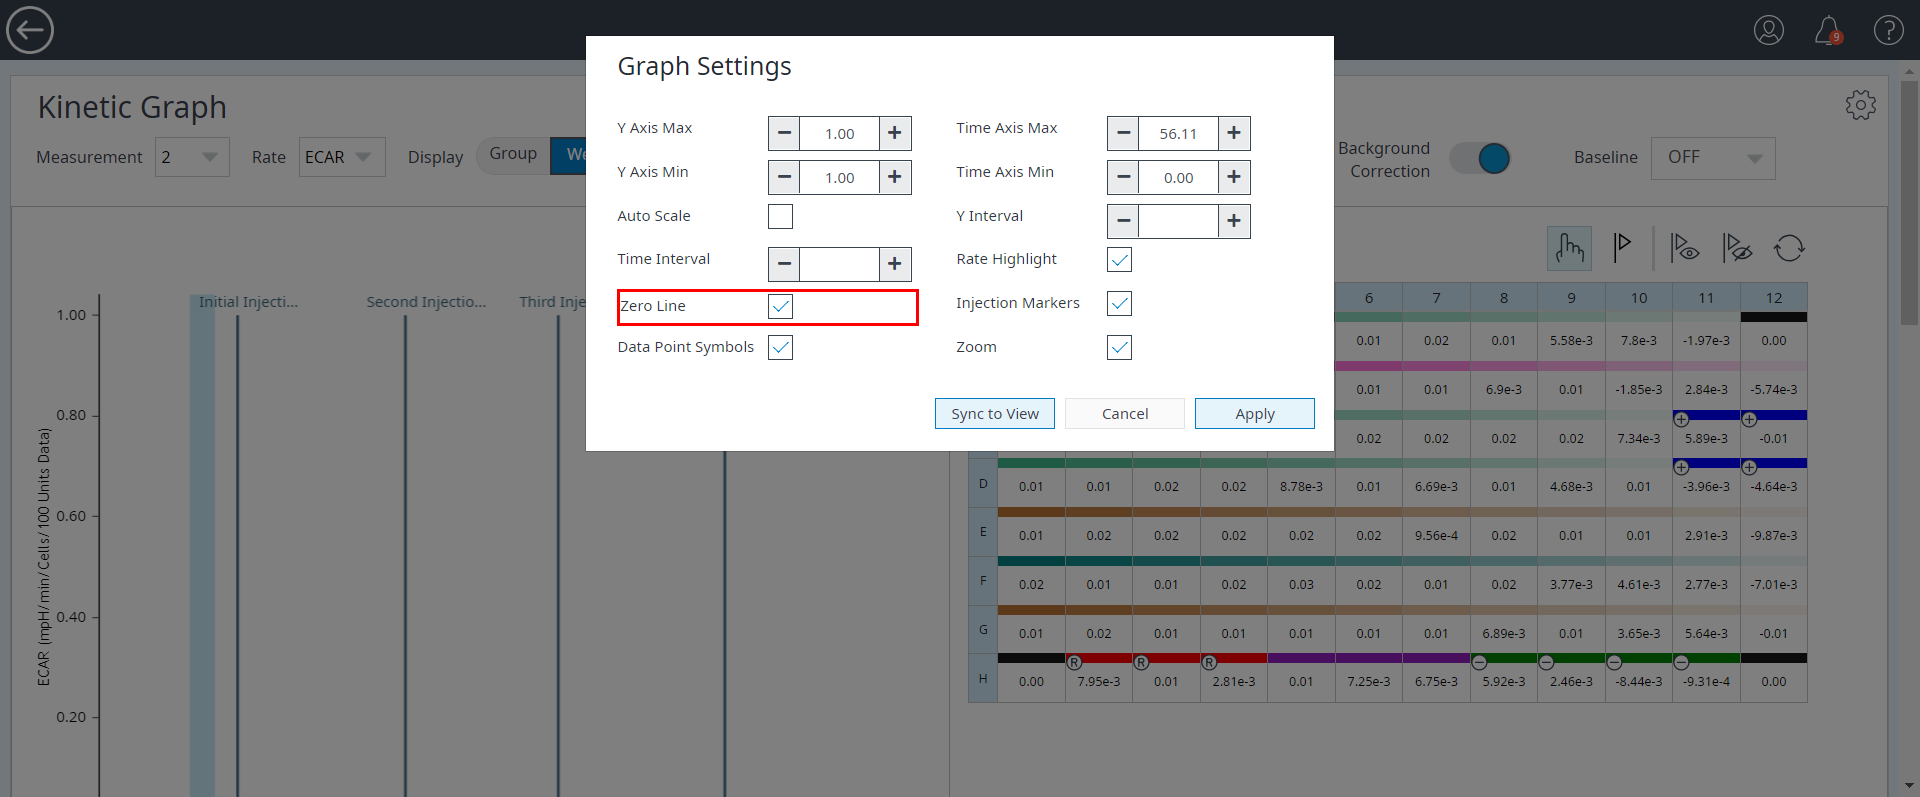 9
Kinetic Graph
Measurement 2 Rate ECAR Display Group We
Background Correction
Baseline OFF
Graph Settings
Y Axis Max − 1.00 + Time Axis Max − 56.11 +
Y Axis Min − 1.00 + Time Axis Min − 0.00 +
Auto Scale Y Interval − +
Time Interval − + Rate Highlight
Zero Line Injection Markers
Data Point Symbols Zoom
Sync to View Cancel Apply
Initial Injecti... Second Injectio... Third Inje
1.00
0.80
0.60
0.40
0.20
ECAR (mpH/min/Cells/100 Units Data)
6 7 8 9 10 11 12
0.01 0.02 0.01 5.58e-3 7.8e-3 -1.97e-3 0.00
0.01 0.01 6.9e-3 0.01 -1.85e-3 2.84e-3 -5.74e-3
0.02 0.02 0.02 0.02 7.34e-3 5.89e-3 -0.01
D 0.01 0.01 0.02 0.02 8.78e-3 0.01 6.69e-3 0.01 4.68e-3 0.01 -3.96e-3 -4.64e-3
E 0.01 0.02 0.02 0.02 0.02 0.02 9.56e-4 0.02 0.01 0.01 2.91e-3 -9.87e-3
F 0.02 0.01 0.01 0.02 0.03 0.02 0.01 0.02 3.77e-3 4.61e-3 2.77e-3 -7.01e-3
G 0.01 0.02 0.01 0.01 0.01 0.01 0.01 6.89e-3 0.01 3.65e-3 5.64e-3 -0.01
R R R
H 0.00 7.95e-3 0.01 2.81e-3 0.01 7.25e-3 6.75e-3 5.92e-3 2.46e-3 -8.44e-3 -9.31e-4 0.00